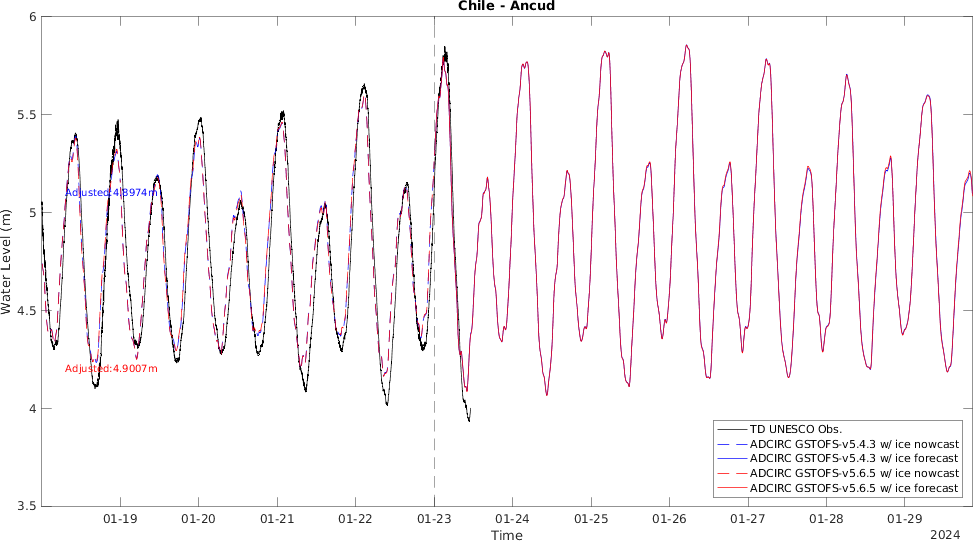 Chile - Ancud
6
5.5
5
4.5
4
3.5
Water Level (m)
Adjusted:4.8974m
Adjusted:4.9007m
TD UNESCO Obs.
ADCIRC GSTOFS-v5.4.3 w/ ice nowcast
ADCIRC GSTOFS-v5.4.3 w/ ice forecast
ADCIRC GSTOFS-v5.6.5 w/ ice nowcast
ADCIRC GSTOFS-v5.6.5 w/ ice forecast
01-19 01-20 01-21 01-22 01-23 01-24 01-25 01-26 01-27 01-28 01-29
Time
2024